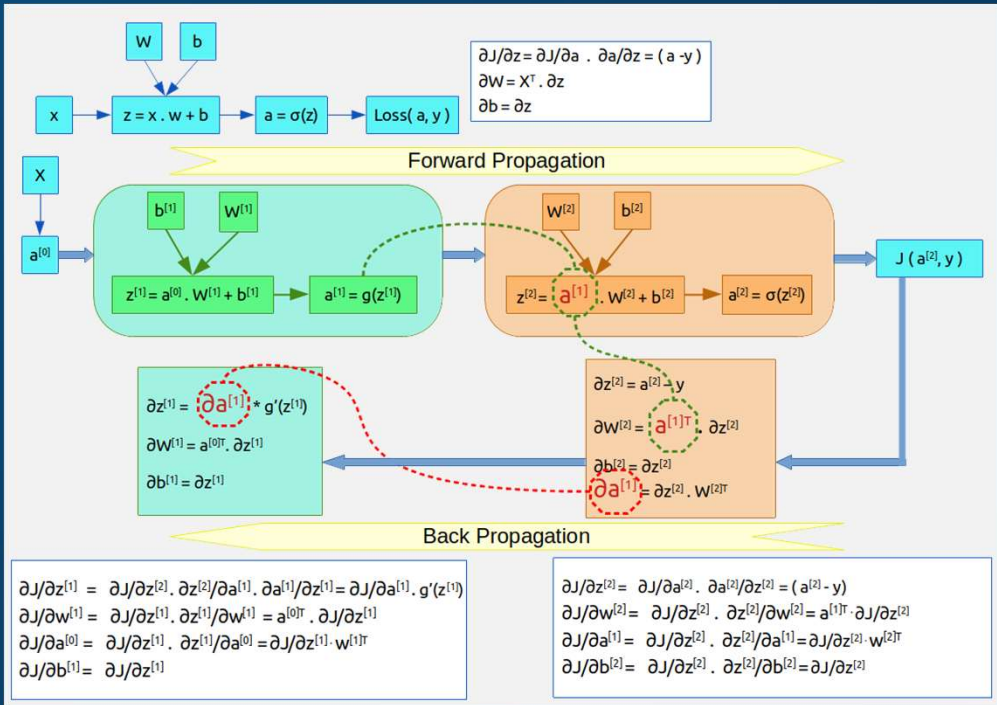 W
b
x
z = x . w + b
a = σ(z)
Loss( a, y )
∂J/∂z = ∂J/∂a . ∂a/∂z = ( a -y )
∂W = Xᵀ . ∂z
∂b = ∂z
Forward Propagation
X
a[0]
b[1]
W[1]
z[1] = a[0] . W[1] + b[1]
a[1] = g(z[1])
W[2]
b[2]
z[2] = a[1] . W[2] + b[2]
a[2] = σ(z[2])
J ( a[2], y )
∂z[1] = ∂a[1] * g'(z[1])
∂W[1] = a[0]T . ∂z[1]
∂b[1] = ∂z[1]
∂z[2] = a[2] - y
∂W[2] = a[1]T . ∂z[2]
∂b[2] = ∂z[2]
∂a[1] = ∂z[2] . W[2]T
Back Propagation
∂J/∂z[1] = ∂J/∂z[2] . ∂z[2]/∂a[1] . ∂a[1]/∂z[1] = ∂J/∂a[1] . g'(z[1])
∂J/∂w[1] = ∂J/∂z[1] . ∂z[1]/∂w[1] = a[0]T . ∂J/∂z[1]
∂J/∂a[0] = ∂J/∂z[1] . ∂z[1]/∂a[0] = ∂J/∂z[1] . w[1]T
∂J/∂b[1] = ∂J/∂z[1]
∂J/∂z[2] = ∂J/∂a[2] . ∂a[2]/∂z[2] = ( a[2] - y)
∂J/∂w[2] = ∂J/∂z[2] . ∂z[2]/∂w[2] = a[1]T . ∂J/∂z[2]
∂J/∂a[1] = ∂J/∂z[2] . ∂z[2]/∂a[1] = ∂J/∂z[2] . w[2]T
∂J/∂b[2] = ∂J/∂z[2] . ∂z[2]/∂b[2] = ∂J/∂z[2]